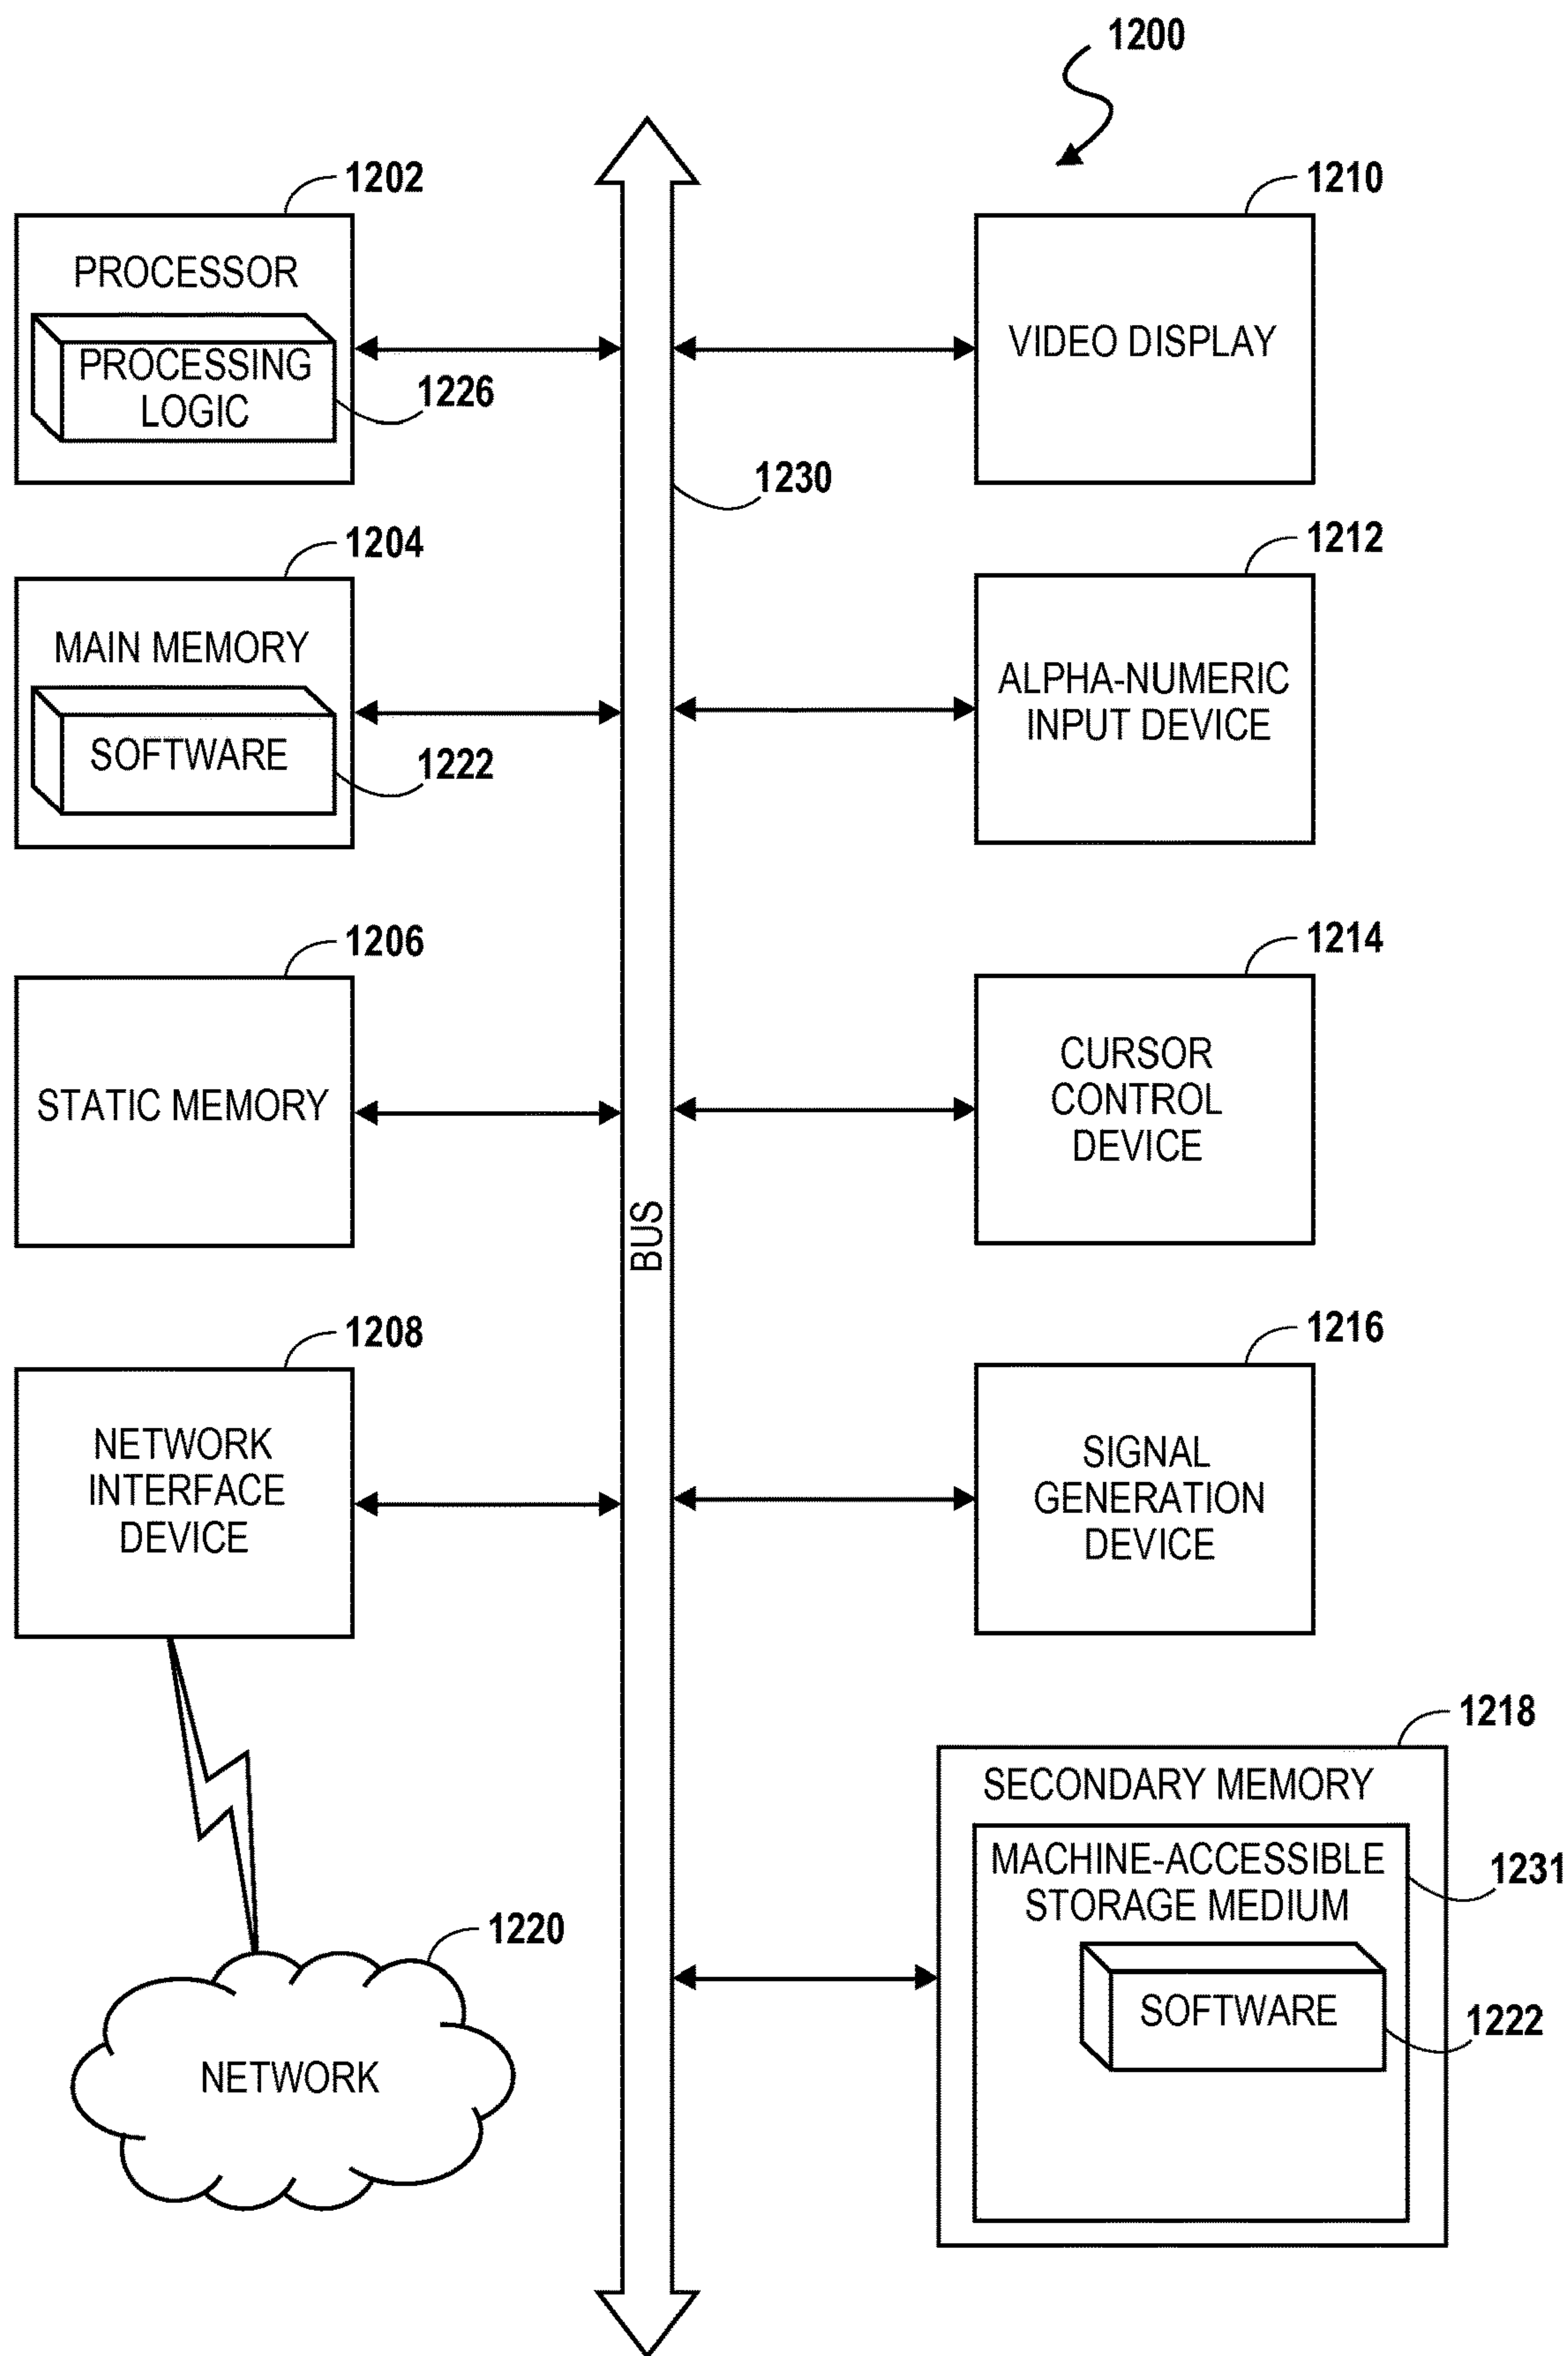 1200
1202
PROCESSOR
PROCESSING
LOGIC
1226
1204
MAIN MEMORY
SOFTWARE
1222
1206
STATIC MEMORY
1208
NETWORK
INTERFACE
DEVICE
1220
NETWORK
BUS
1230
1210
VIDEO DISPLAY
1212
ALPHA-NUMERIC
INPUT DEVICE
1214
CURSOR
CONTROL
DEVICE
1216
SIGNAL
GENERATION
DEVICE
1218
SECONDARY MEMORY
MACHINE-ACCESSIBLE
STORAGE MEDIUM
1231
SOFTWARE
1222